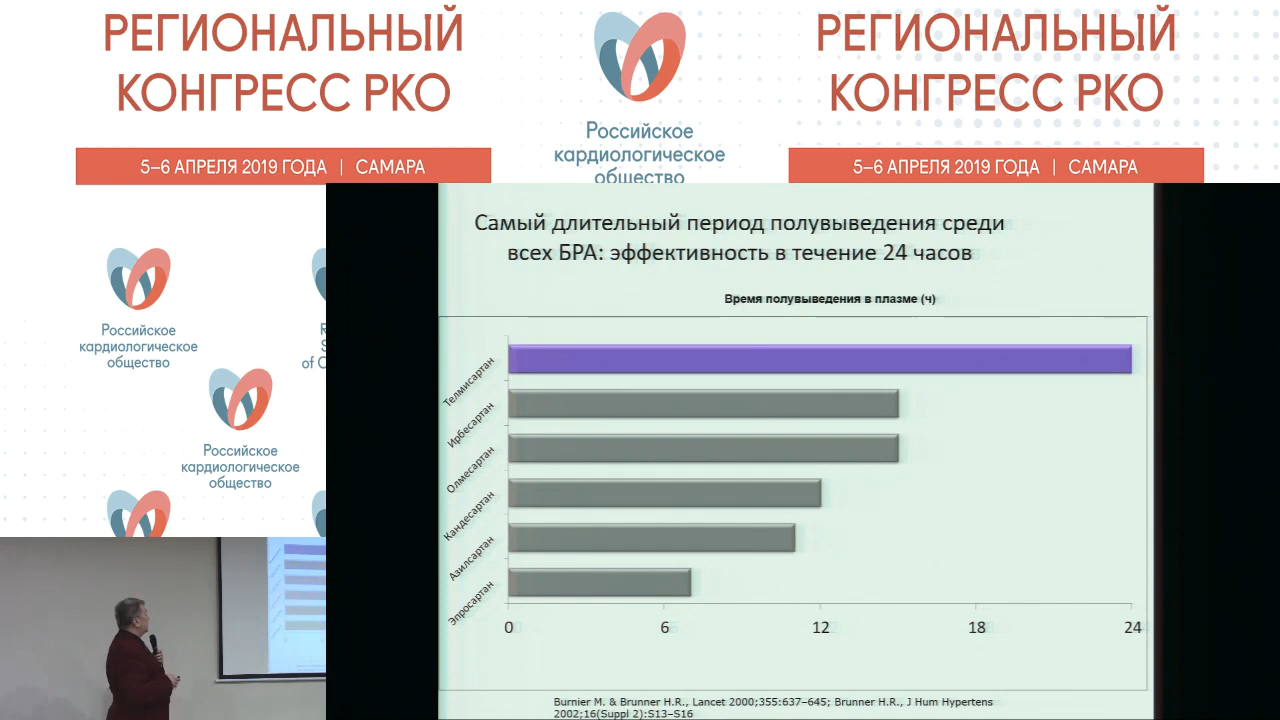 РЕГИОНАЛЬНЫЙ
КОНГРЕСС РКО
5–6 АПРЕЛЯ 2019 ГОДА | САМАРА
Российское
кардиологическое
общество
РЕГИОНАЛЬНЫЙ
КОНГРЕСС РКО
5–6 АПРЕЛЯ 2019 ГОДА | САМАРА
Российское
кардиологическое
общество
R
S
of C
Российское
кардиологическое
общество
Самый длительный период полувыведения среди
всех БРА: эффективность в течение 24 часов
Время полувыведения в плазме (ч)
Телмисартан
Ирбесартан
Олмесартан
Кандесартан
Азилсартан
Эпросартан
0 6 12 18 24
Burnier M. & Brunner H.R., Lancet 2000;355:637–645; Brunner H.R., J Hum Hypertens
2002;16(Suppl 2):S13–S16